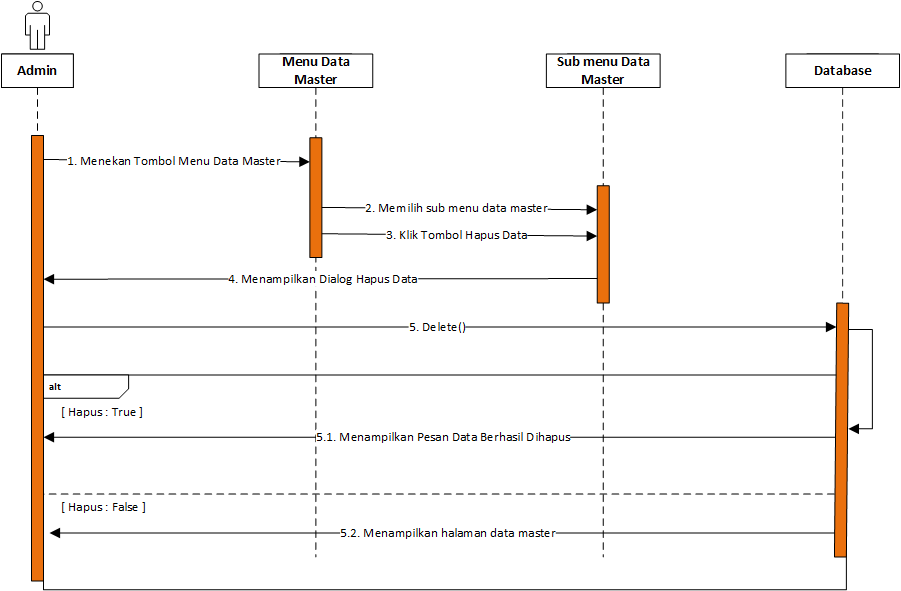 Admin
Menu Data
Master
Sub menu Data
Master
Database
1. Menekan Tombol Menu Data Master
2. Memilih sub menu data master
3. Klik Tombol Hapus Data
4. Menampilkan Dialog Hapus Data
5. Delete()
alt
[ Hapus : True ]
5.1. Menampilkan Pesan Data Berhasil Dihapus
[ Hapus : False ]
5.2. Menampilkan halaman data master